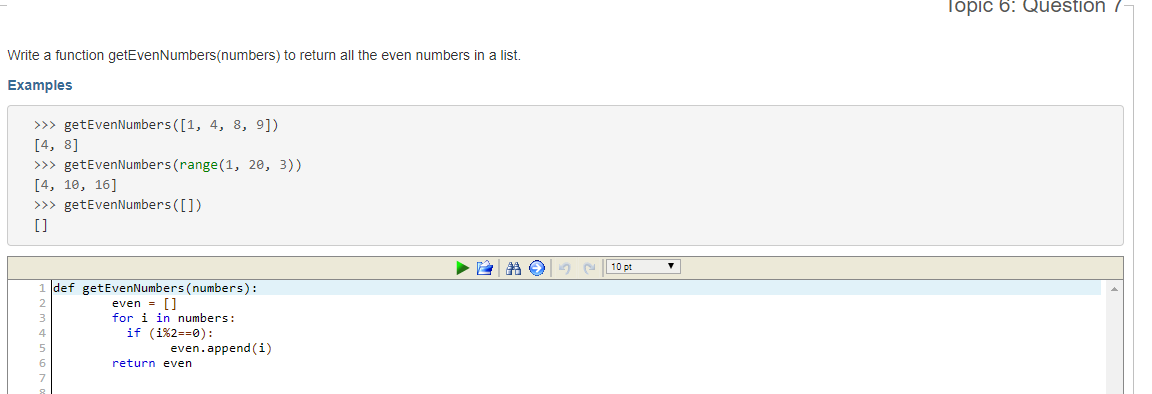 Topic 6: Question 7
Write a function getEvenNumbers(numbers) to return all the even numbers in a list.
Examples
>>> getEvenNumbers([1, 4, 8, 9])
[4, 8]
>>> getEvenNumbers(range(1, 20, 3))
[4, 10, 16]
>>> getEvenNumbers([])
[]
10 pt
1 def getEvenNumbers(numbers):
2 even = []
3 for i in numbers:
4 if (i%2==0):
5 even.append(i)
6 return even
7
8